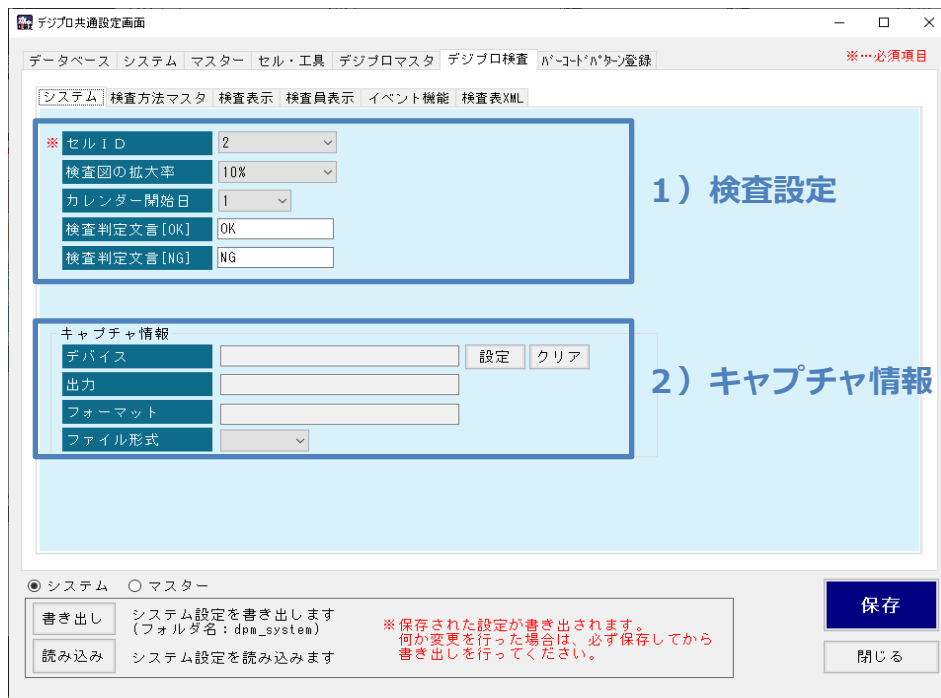 デジプロ共通設定画面
データベース システム マスター セル・工具 デジプロマスタ デジプロ検査 ﾊﾞｰｺｰﾄﾞﾊﾟﾀｰﾝ登録
※…必須項目
システム 検査方法マスタ 検査表示 検査員表示 イベント機能 検査表XML
※ セルＩＤ 2
検査図の拡大率 10%
カレンダー開始日 1
検査判定文言[OK] OK
検査判定文言[NG] NG
１）検査設定
キャプチャ情報
デバイス 設定 クリア
出力
フォーマット
ファイル形式
２）キャプチャ情報
システム マスター
書き出し システム設定を書き出します
(フォルダ名：dpm_system)
読み込み システム設定を読み込みます
※保存された設定が書き出されます。
何か変更を行った場合は、必ず保存してから
書き出しを行ってください。
保存
閉じる